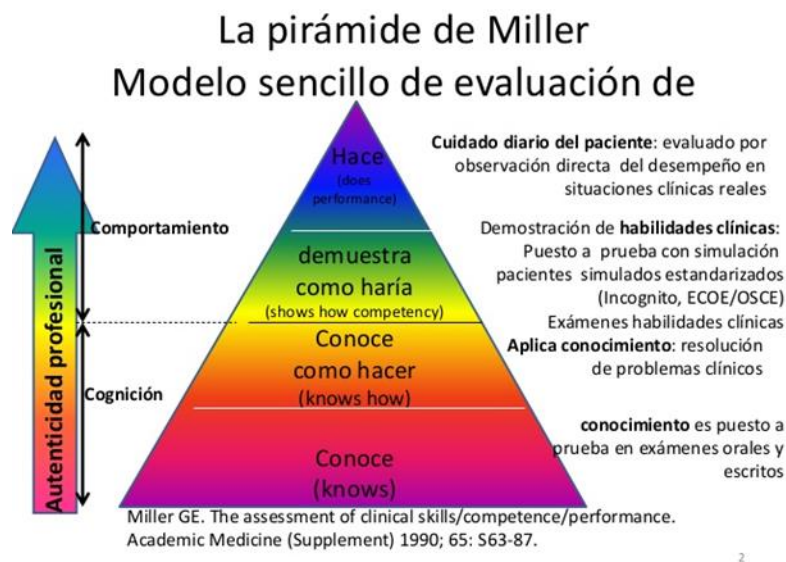 La pirámide de Miller
Modelo sencillo de evaluación de
Hace
(does
performance)
demuestra
como haría
(shows how competency)
Conoce
como hacer
(knows how)
Conoce
(knows)
Comportamiento
Cognición
Autenticidad profesional
Cuidado diario del paciente: evaluado por
observación directa del desempeño en
situaciones clínicas reales
Demostración de habilidades clínicas:
Puesto a prueba con simulación
pacientes simulados estandarizados
(Incognito, ECOE/OSCE)
Exámenes habilidades clínicas
Aplica conocimiento: resolución
de problemas clínicos
conocimiento es puesto a
prueba en exámenes orales y
escritos
Miller GE. The assessment of clinical skills/competence/performance.
Academic Medicine (Supplement) 1990; 65: S63-87.
2